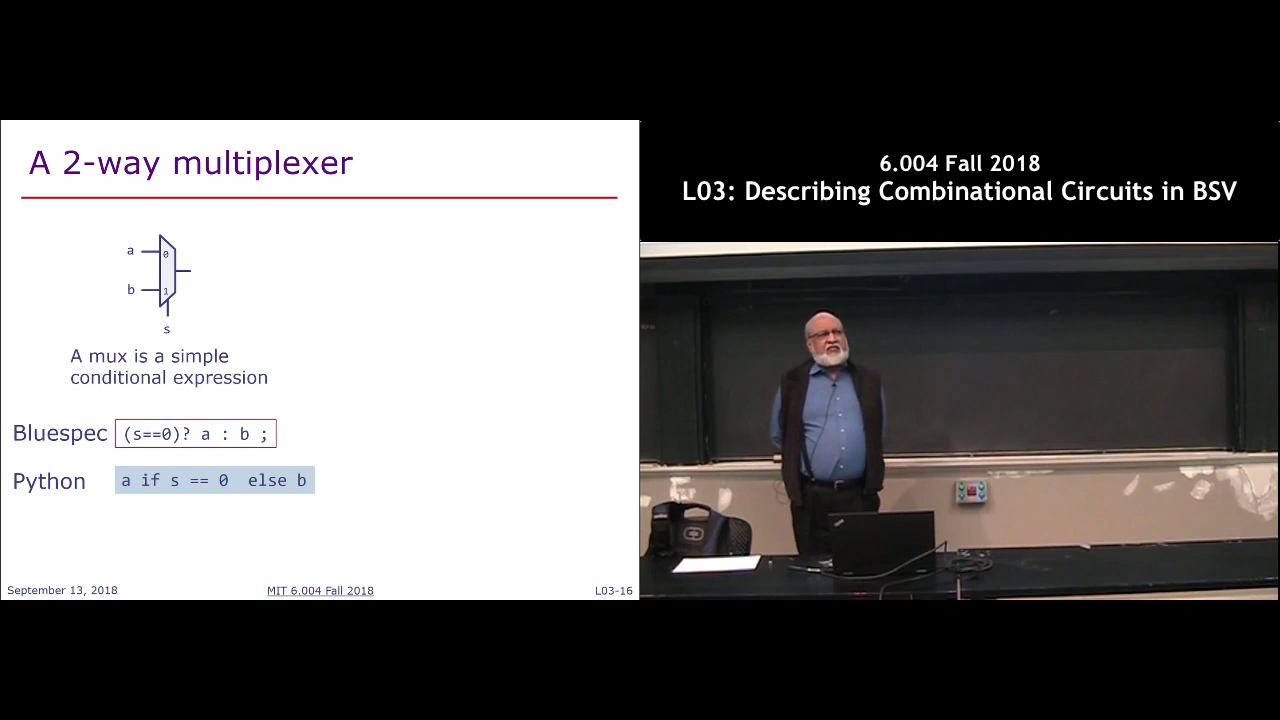 A 2-way multiplexer
a
0
b
1
s
A mux is a simple
conditional expression
Bluespec (s==0)? a : b ;
Python a if s == 0 else b
September 13, 2018 MIT 6.004 Fall 2018 L03-16
6.004 Fall 2018
L03: Describing Combinational Circuits in BSV